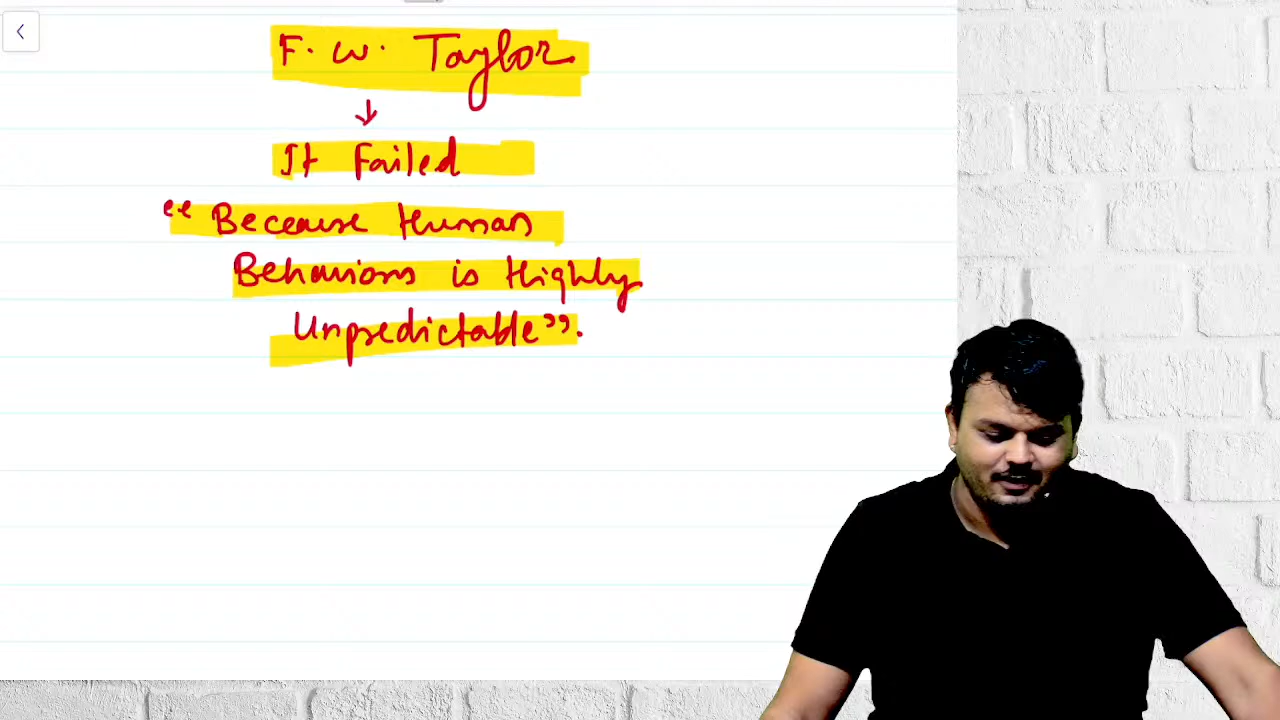 F. W. Taylor
It Failed
“ Because Human
Behaviors is Highly
Unpredictable”.